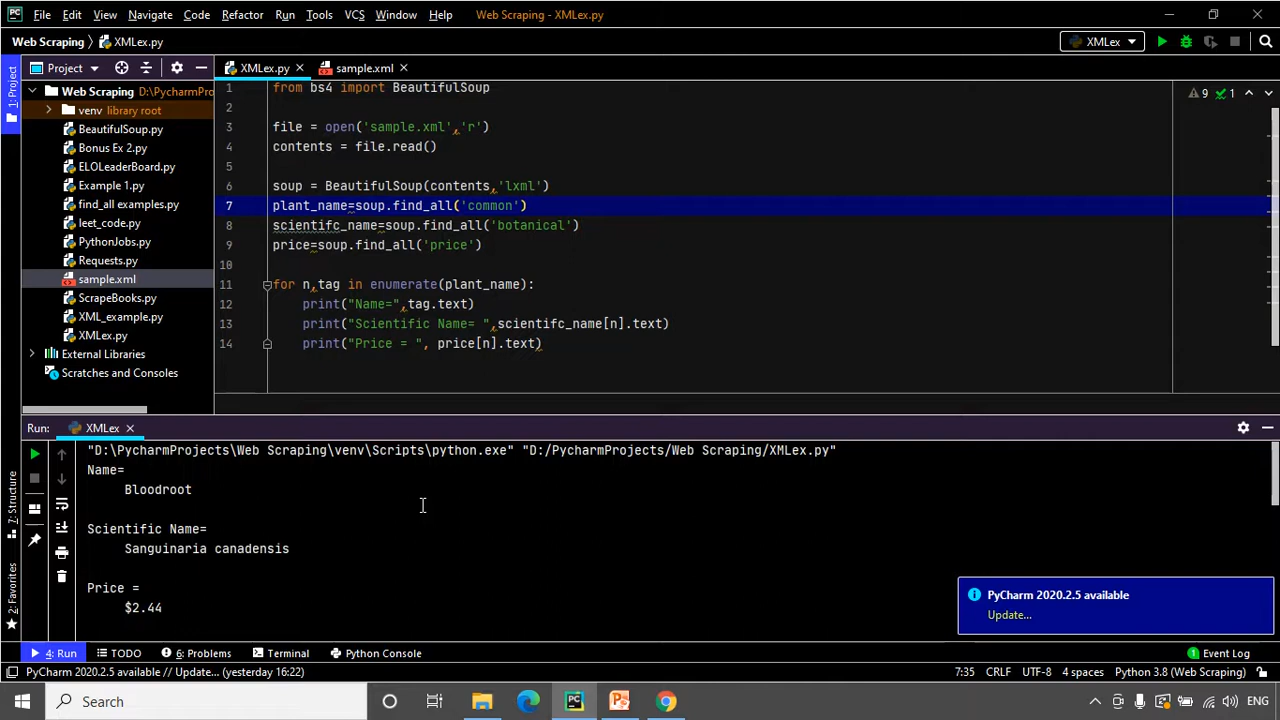 File Edit View Navigate Code Refactor Run Tools VCS Window Help Web Scraping - XMLex.py
Web Scraping XMLex.py XMLex
1: Project
Project
XMLex.py sample.xml
Web Scraping D:\PycharmPro
venv library root
BeautifulSoup.py
Bonus Ex 2.py
ELOLeaderBoard.py
Example 1.py
find_all examples.py
leet_code.py
PythonJobs.py
Requests.py
sample.xml
ScrapeBooks.py
XML_example.py
XMLex.py
External Libraries
Scratches and Consoles
9 1
1 from bs4 import BeautifulSoup
2
3 file = open('sample.xml','r')
4 contents = file.read()
5
6 soup = BeautifulSoup(contents,'lxml')
7 plant_name=soup.find_all('common')
8 scientifc_name=soup.find_all('botanical')
9 price=soup.find_all('price')
10
11 for n,tag in enumerate(plant_name):
12 print("Name=",tag.text)
13 print("Scientific Name= ",scientifc_name[n].text)
14 print("Price = ", price[n].text)
Run: XMLex
"D:\PycharmProjects\Web Scraping\venv\Scripts\python.exe" "D:/PycharmProjects/Web Scraping/XMLex.py"
Name=
Bloodroot
Scientific Name=
Sanguinaria canadensis
Price =
$2.44
7: Structure
2: Favorites
PyCharm 2020.2.5 available
Update...
4: Run TODO 6: Problems Terminal Python Console 1 Event Log
PyCharm 2020.2.5 available // Update... (yesterday 16:22) 7:35 CRLF UTF-8 4 spaces Python 3.8 (Web Scraping)
Search ENG